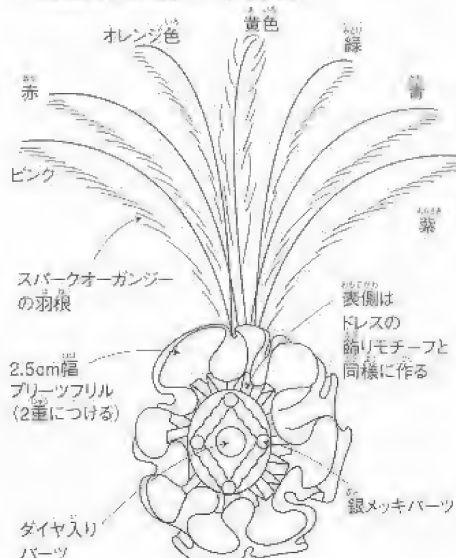 黄色
オレンジ色
緑
赤
青
ピンク
紫
スパークオーガンジー
の羽根
表側は
ドレスの
飾りモチーフと
同様に作る
2.5cm幅
プリーツフリル
(2重につける)
銀メッキパーツ
ダイヤ入り
パーツ